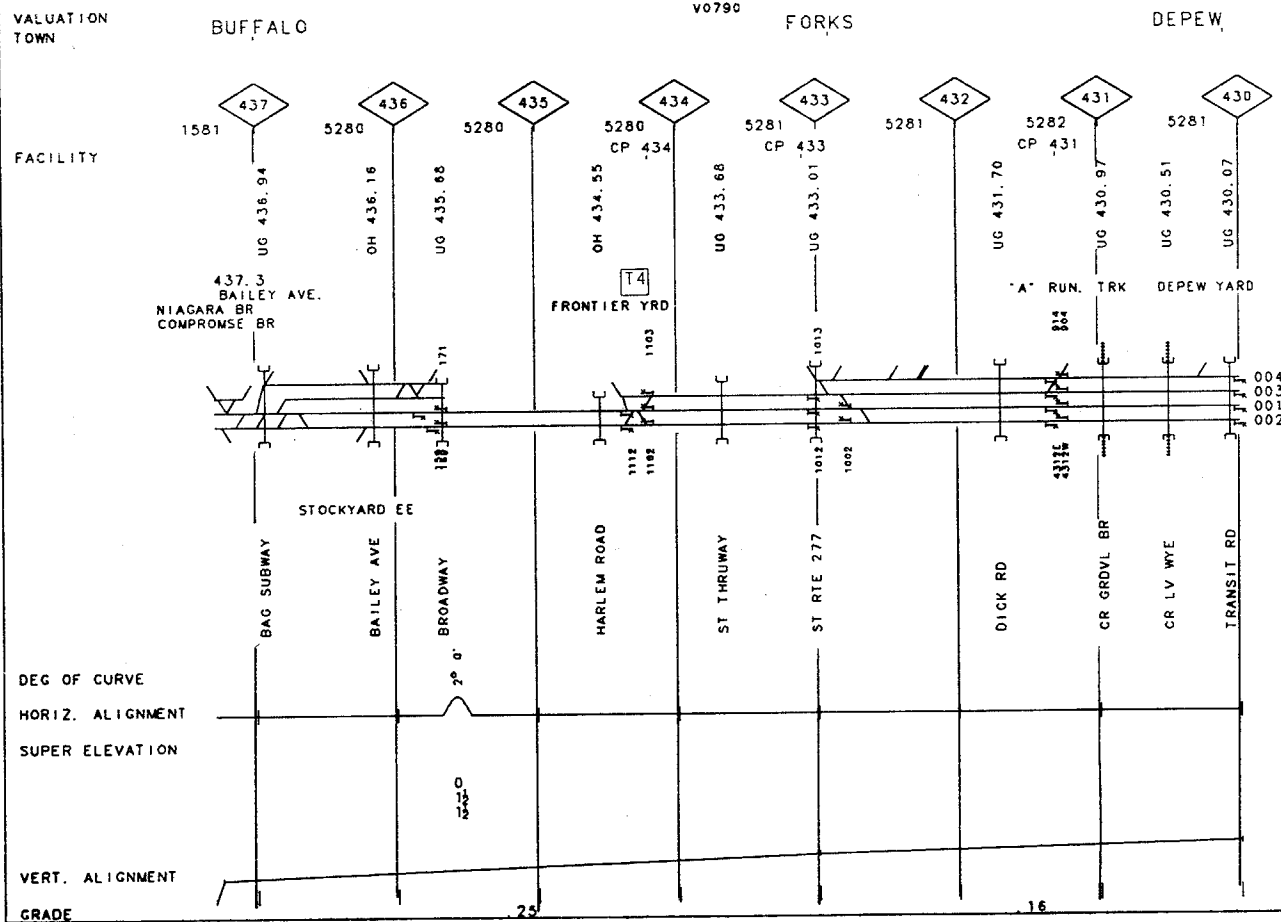 VALUATION
TOWN
V0790
BUFFALO
FORKS
DEPEW
437
436
435
434
433
432
431
430
1581
5280
5280
5280
5281
5281
5282
5281
CP 434
CP 433
CP 431
FACILITY
UG 436.94
OH 436.16
UG 435.68
OH 434.55
UG 433.68
UG 433.01
UG 431.70
UG 430.97
UG 430.51
UG 430.07
437.3
BAILEY AVE.
NIAGARA BR
COMPROMSE BR
T4
FRONTIER YRD
"A" RUN. TRK
DEPEW YARD
171
1103
1013
914
904
004
003
001
002
1112
1102
1012
1002
4312E
4312W
STOCKYARD EE
BAG SUBWAY
BAILEY AVE
BROADWAY
HARLEM ROAD
ST THRUWAY
ST RTE 277
DICK RD
CR GRDVL BR
CR LV WYE
TRANSIT RD
DEG OF CURVE
2° 0'
HORIZ. ALIGNMENT
SUPER ELEVATION
0
VERT. ALIGNMENT
GRADE
.25
.16